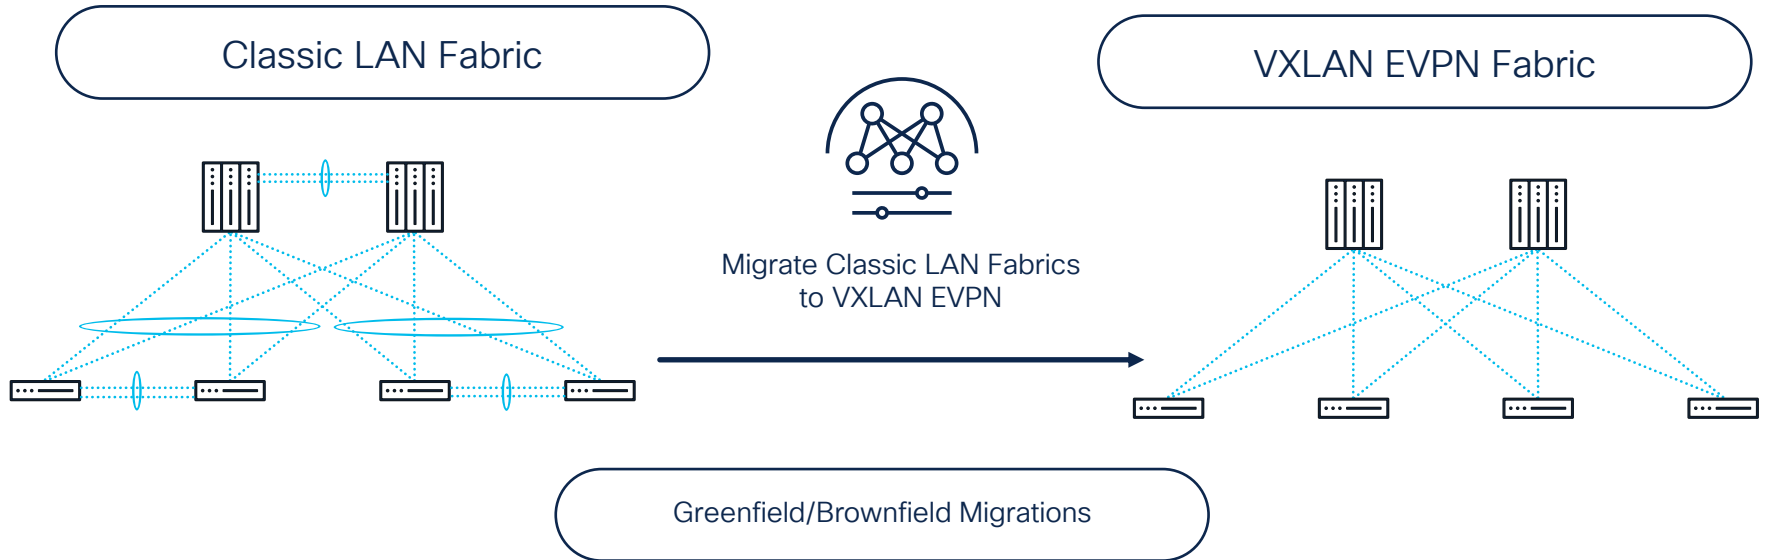 Classic LAN Fabric
VXLAN EVPN Fabric
Migrate Classic LAN Fabrics
to VXLAN EVPN
Greenfield/Brownfield Migrations